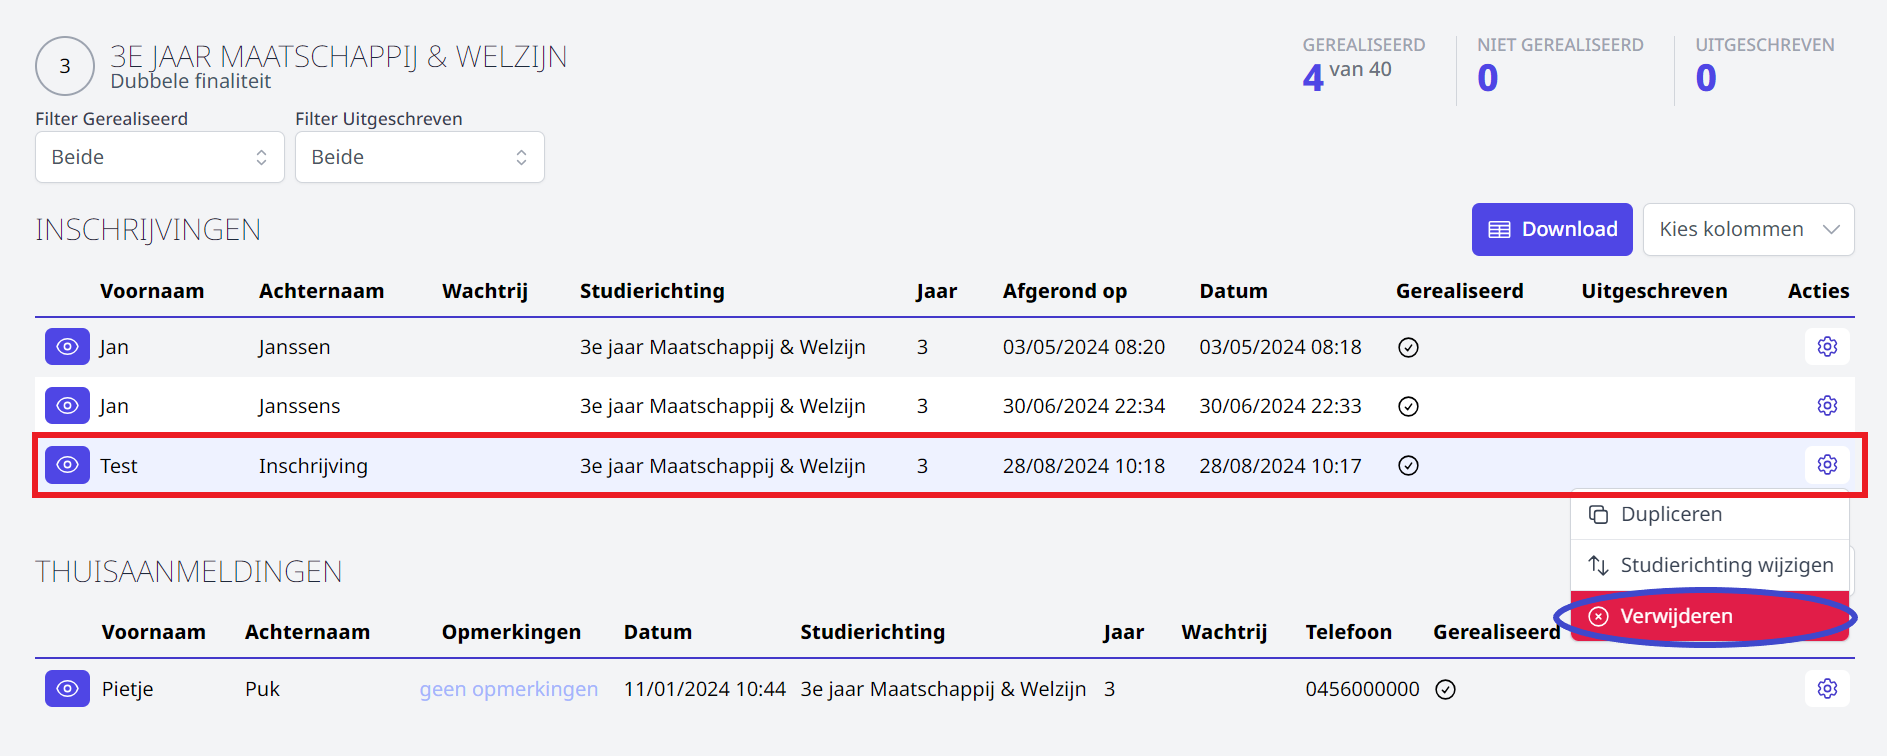 3
3E JAAR MAATSCHAPPIJ & WELZIJN
Dubbele finaliteit
GEREALISEERD
4 van 40
NIET GEREALISEERD
0
UITGESCHREVEN
0
Filter Gerealiseerd
Beide
Filter Uitgeschreven
Beide
INSCHRIJVINGEN
Download
Kies kolommen
Voornaam Achternaam Wachtrij Studierichting Jaar Afgerond op Datum Gerealiseerd Uitgeschreven Acties
Jan Janssen 3e jaar Maatschappij & Welzijn 3 03/05/2024 08:20 03/05/2024 08:18
Jan Janssens 3e jaar Maatschappij & Welzijn 3 30/06/2024 22:34 30/06/2024 22:33
Test Inschrijving 3e jaar Maatschappij & Welzijn 3 28/08/2024 10:18 28/08/2024 10:17
Dupliceren
Studierichting wijzigen
Verwijderen
THUISAANMELDINGEN
Voornaam Achternaam Opmerkingen Datum Studierichting Jaar Wachtrij Telefoon Gerealiseerd
Pietje Puk geen opmerkingen 11/01/2024 10:44 3e jaar Maatschappij & Welzijn 3 0456000000